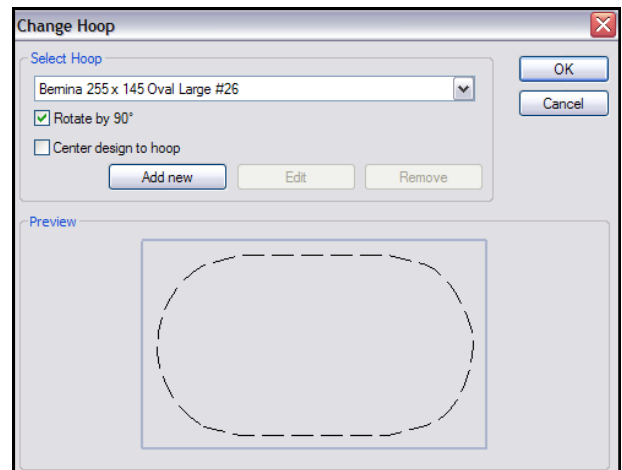 Change Hoop
Select Hoop
Bernina 255 x 145 Oval Large #26
OK
Cancel
Rotate by 90°
Center design to hoop
Add new Edit Remove
Preview